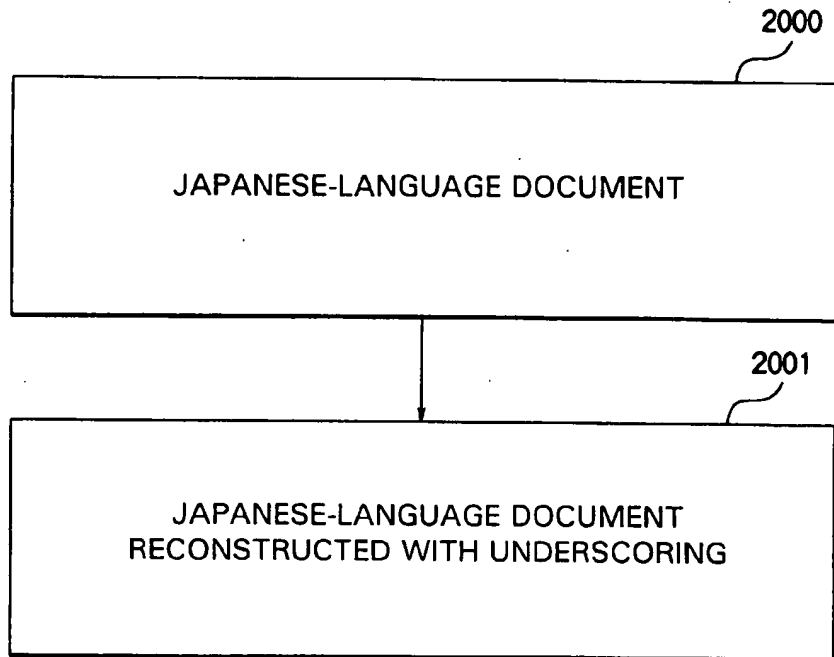 2000
JAPANESE-LANGUAGE DOCUMENT
2001
JAPANESE-LANGUAGE DOCUMENT
RECONSTRUCTED WITH UNDERSCORING